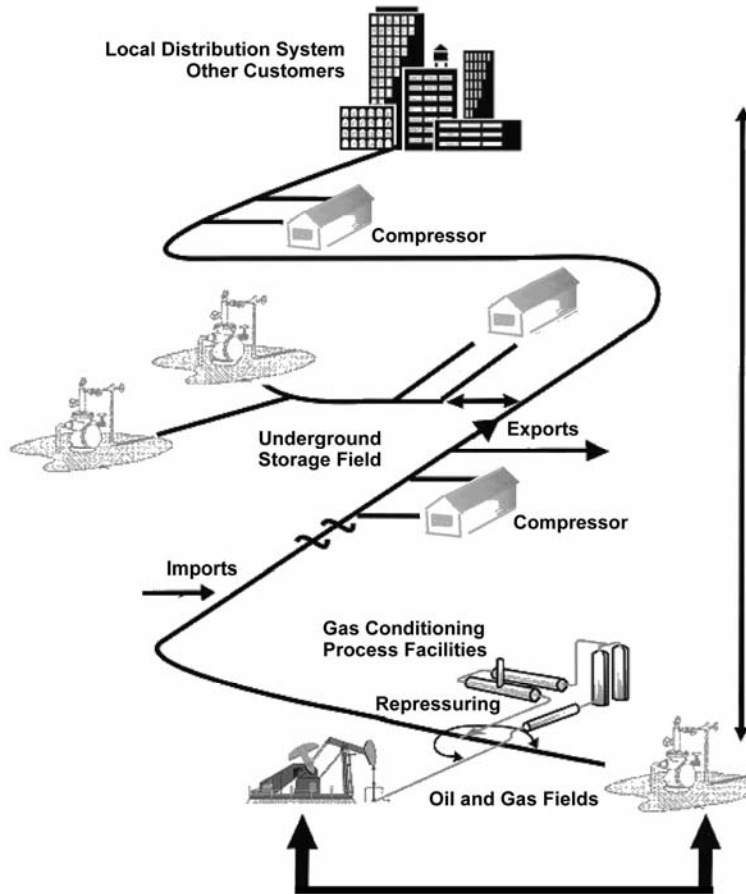 Local Distribution System
Other Customers
Compressor
Exports
Underground
Storage Field
Compressor
Imports
Gas Conditioning
Process Facilities
Repressuring
Oil and Gas Fields